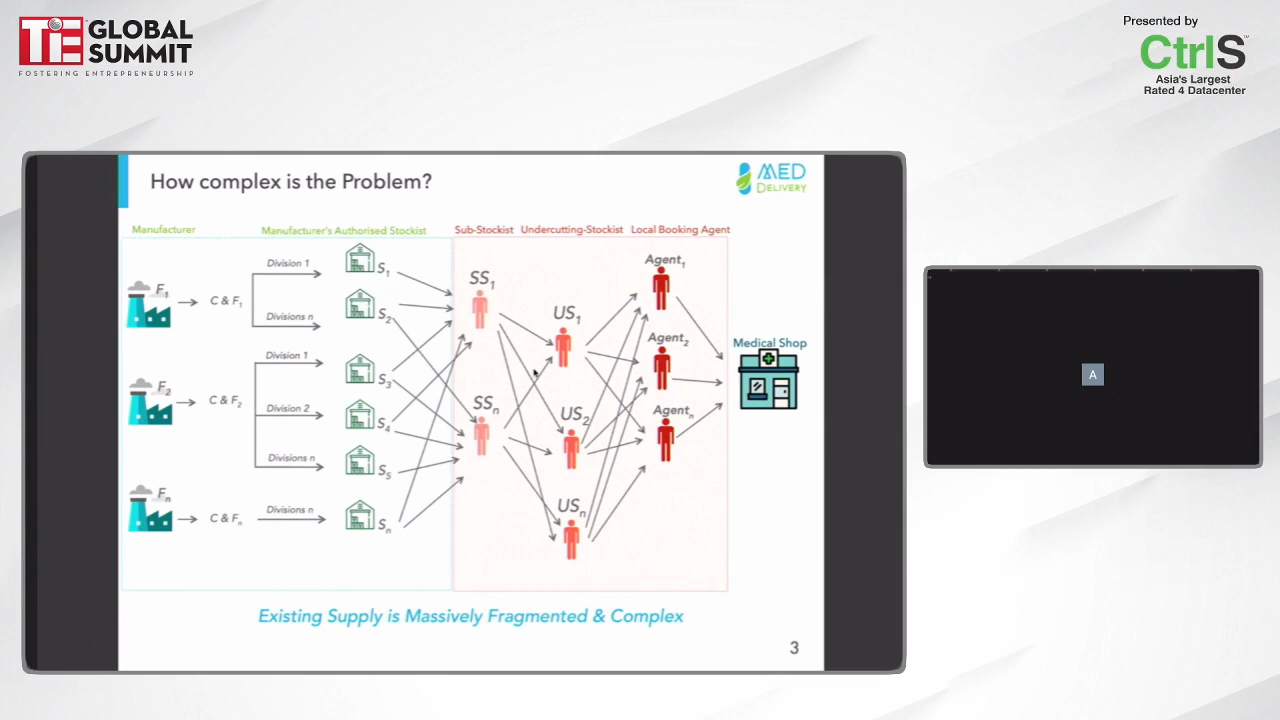 TiE GLOBAL SUMMIT
FOSTERING ENTREPRENEURSHIP
Presented by
CtrlS™
Asia's Largest
Rated 4 Datacenter
How complex is the Problem?
MED DELIVERY
Manufacturer
Manufacturer's Authorised Stockist
Sub-Stockist
Undercutting-Stockist
Local Booking Agent
F1
C & F1
Division 1
Divisions n
S1
S2
F2
C & F2
Division 1
Division 2
Divisions n
S3
S4
S5
Fn
C & Fn
Divisions n
Sn
SS1
SSn
US1
US2
USn
Agent1
Agent2
Agentn
Medical Shop
Existing Supply is Massively Fragmented & Complex
3
A